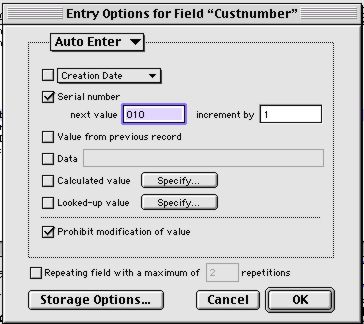 Entry Options for Field “Custnumber”
Auto Enter
Creation Date
Serial number
next value 010 increment by 1
Value from previous record
Data
Calculated value Specify...
Looked-up value Specify...
Prohibit modification of value
Repeating field with a maximum of 2 repetitions
Storage Options... Cancel OK